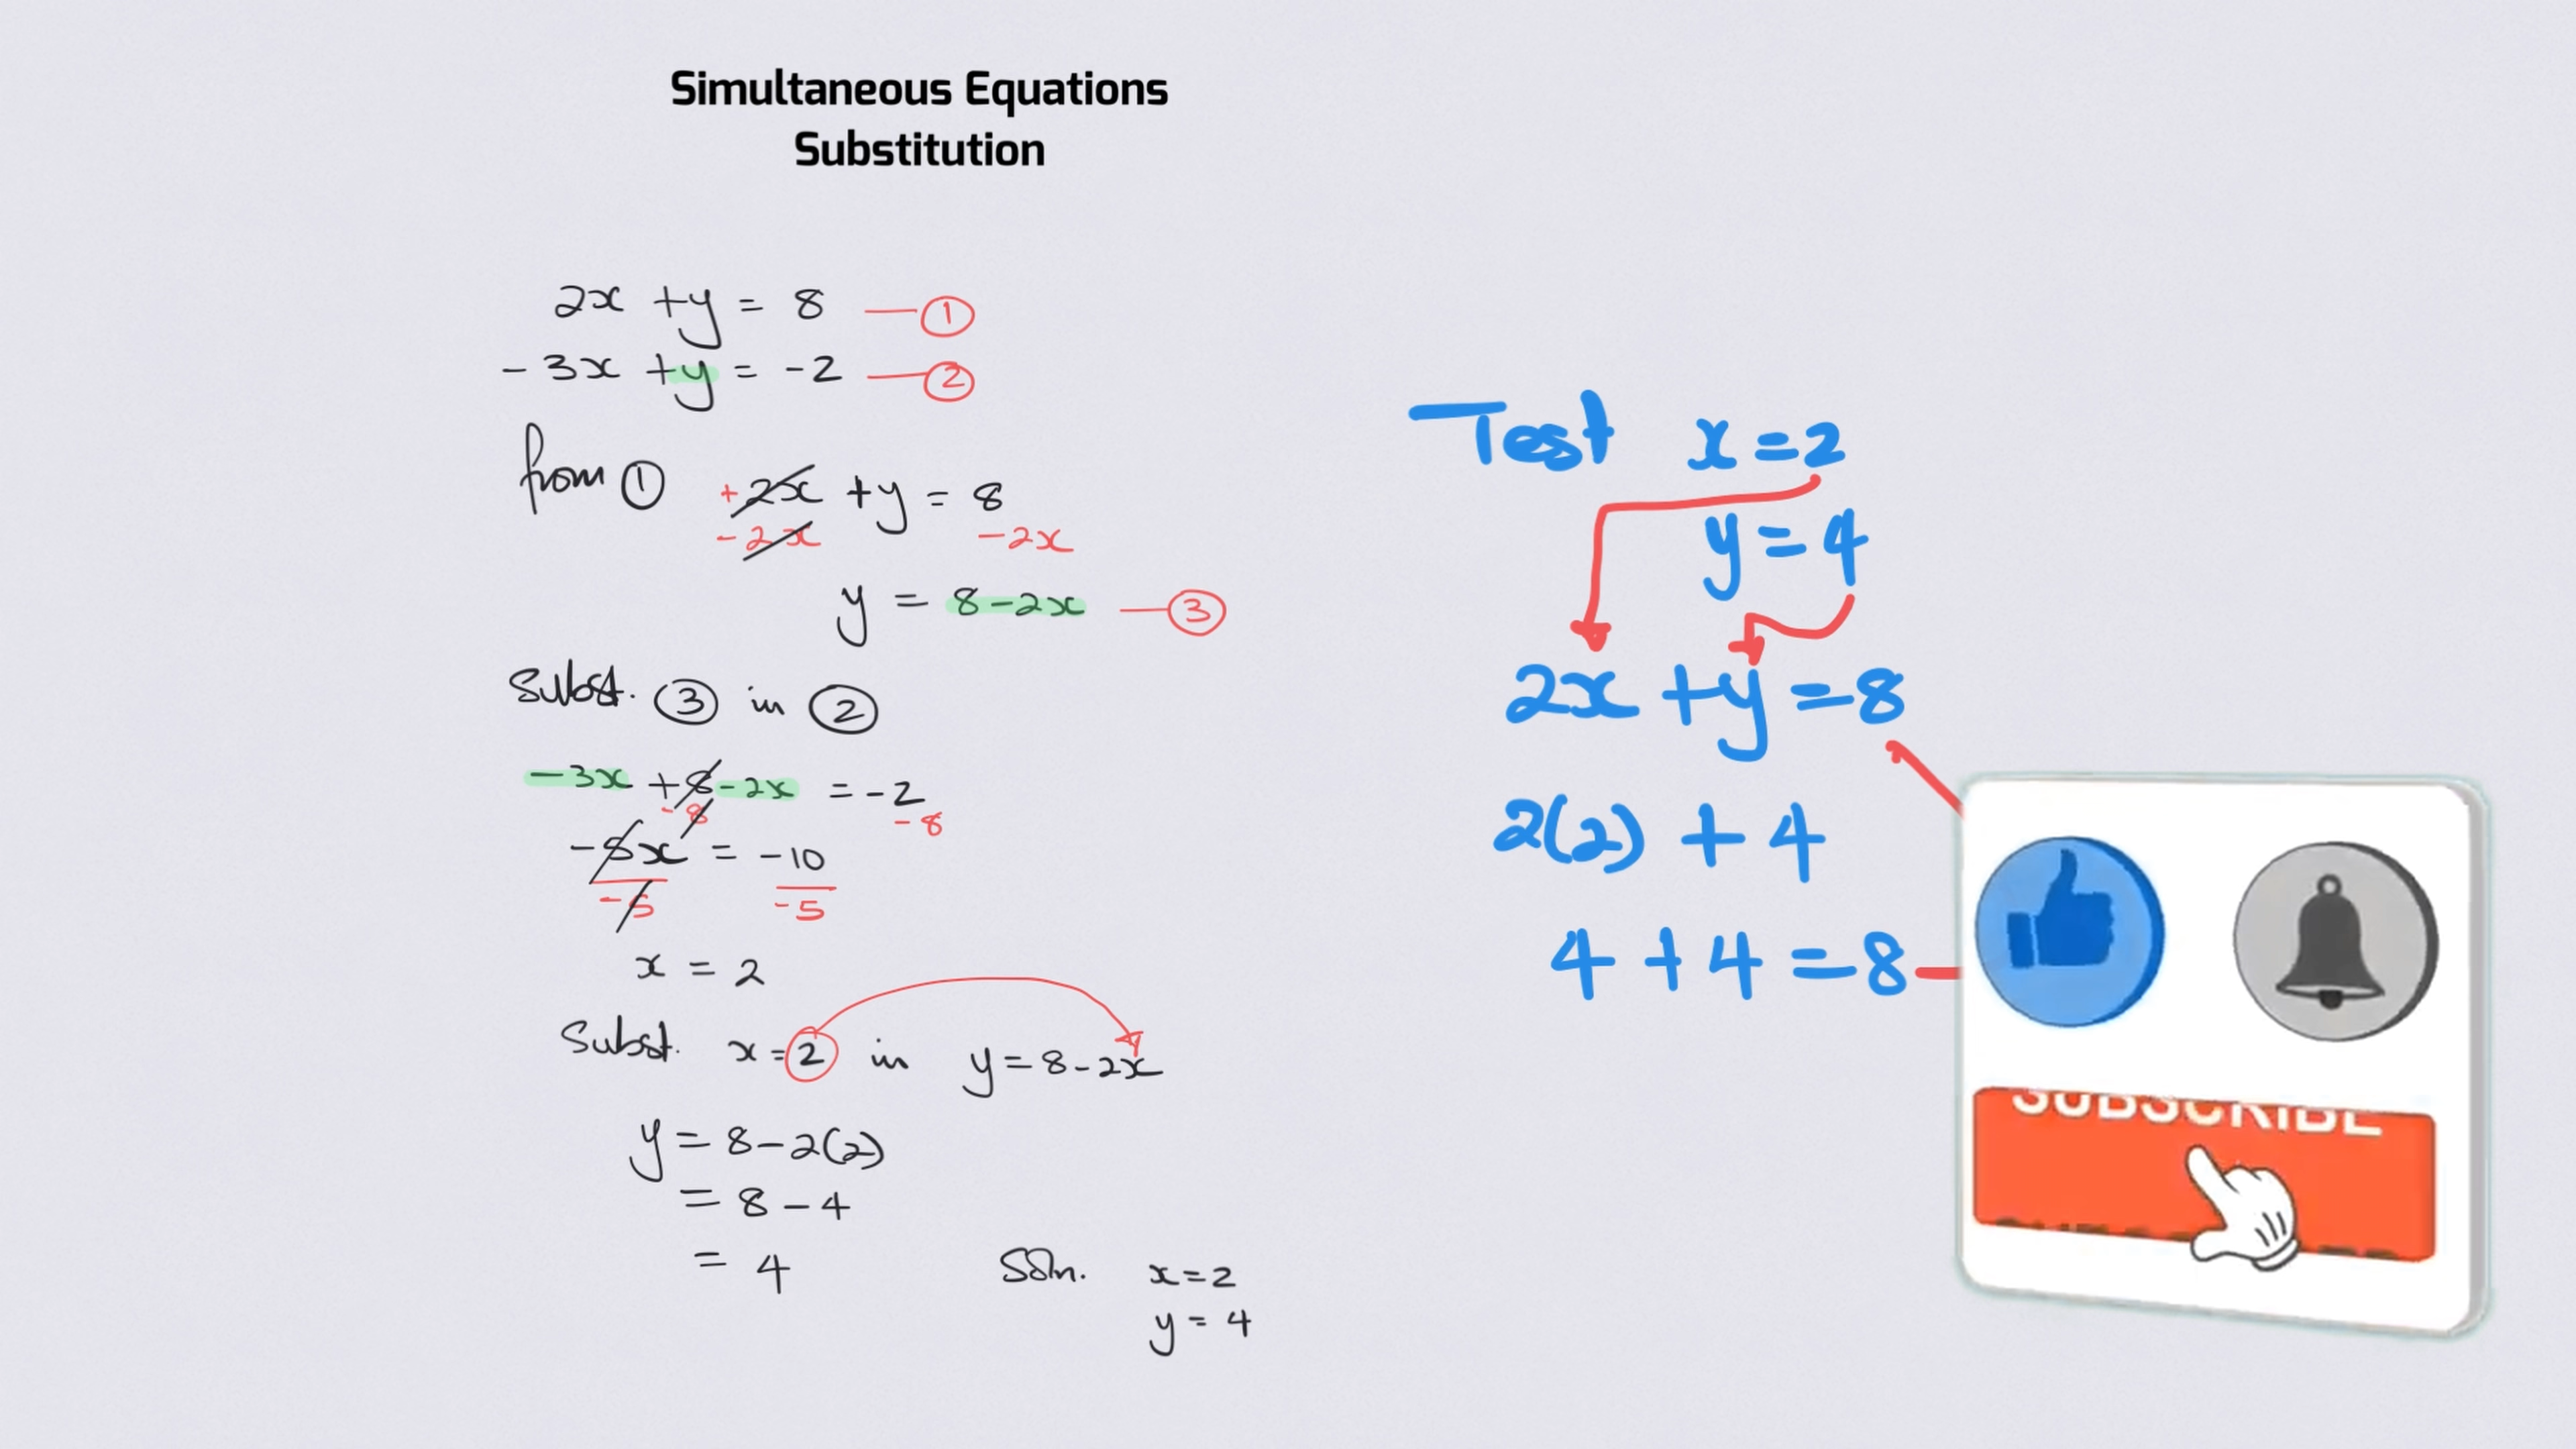 Simultaneous Equations
Substitution
2x + y = 8 — ①
- 3x + y = - 2 — ②
from ① + 2x + y = 8
- 2x - 2x
y = 8 - 2x — ③
Subst. ③ in ②
- 3x + 8 - 2x = - 2
- 8 - 8
- 5x = - 10
- 5 - 5
x = 2
Subst. x = 2 in y = 8 - 2x
y = 8 - 2(2)
= 8 - 4
= 4
Soln. x = 2
y = 4
Test x = 2
y = 4
2x + y = 8
2(2) + 4
4 + 4 = 8
SUBSCRIBE